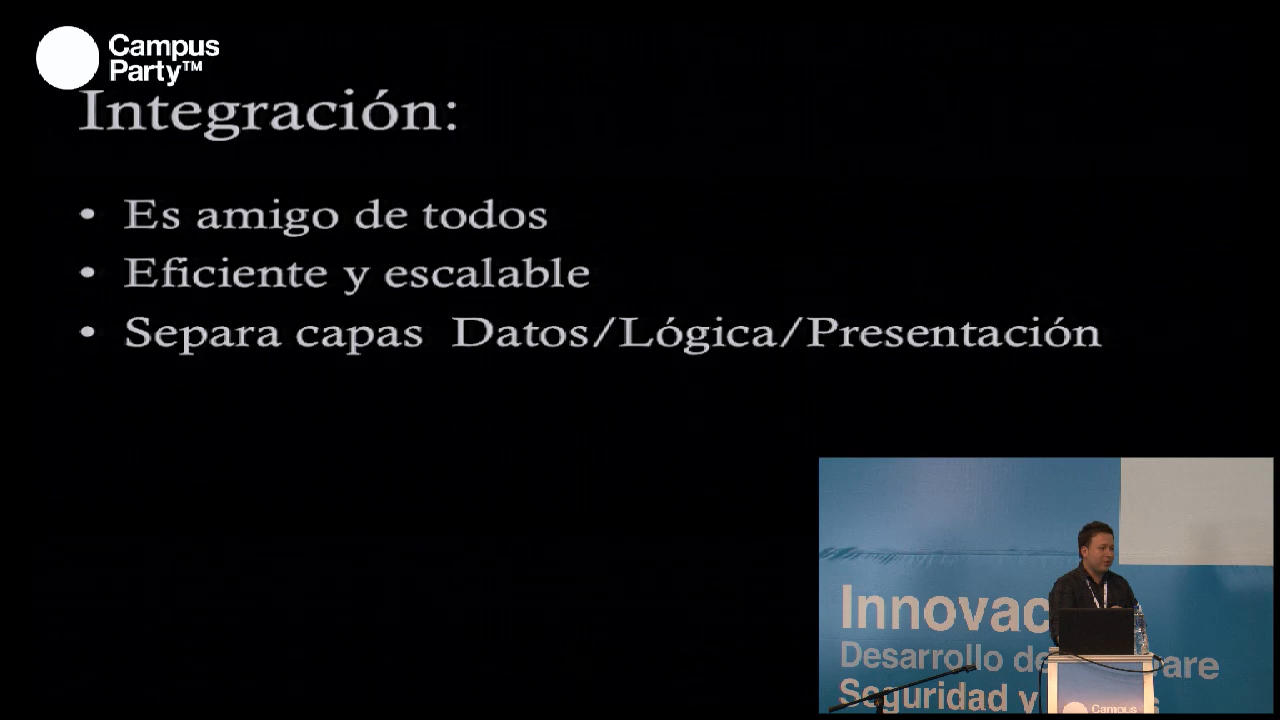 Campus
Party™
Integración:
• Es amigo de todos
• Eficiente y escalable
• Separa capas Datos/Lógica/Presentación
Innovac
Desarrollo de are
Seguridad y s
Campus